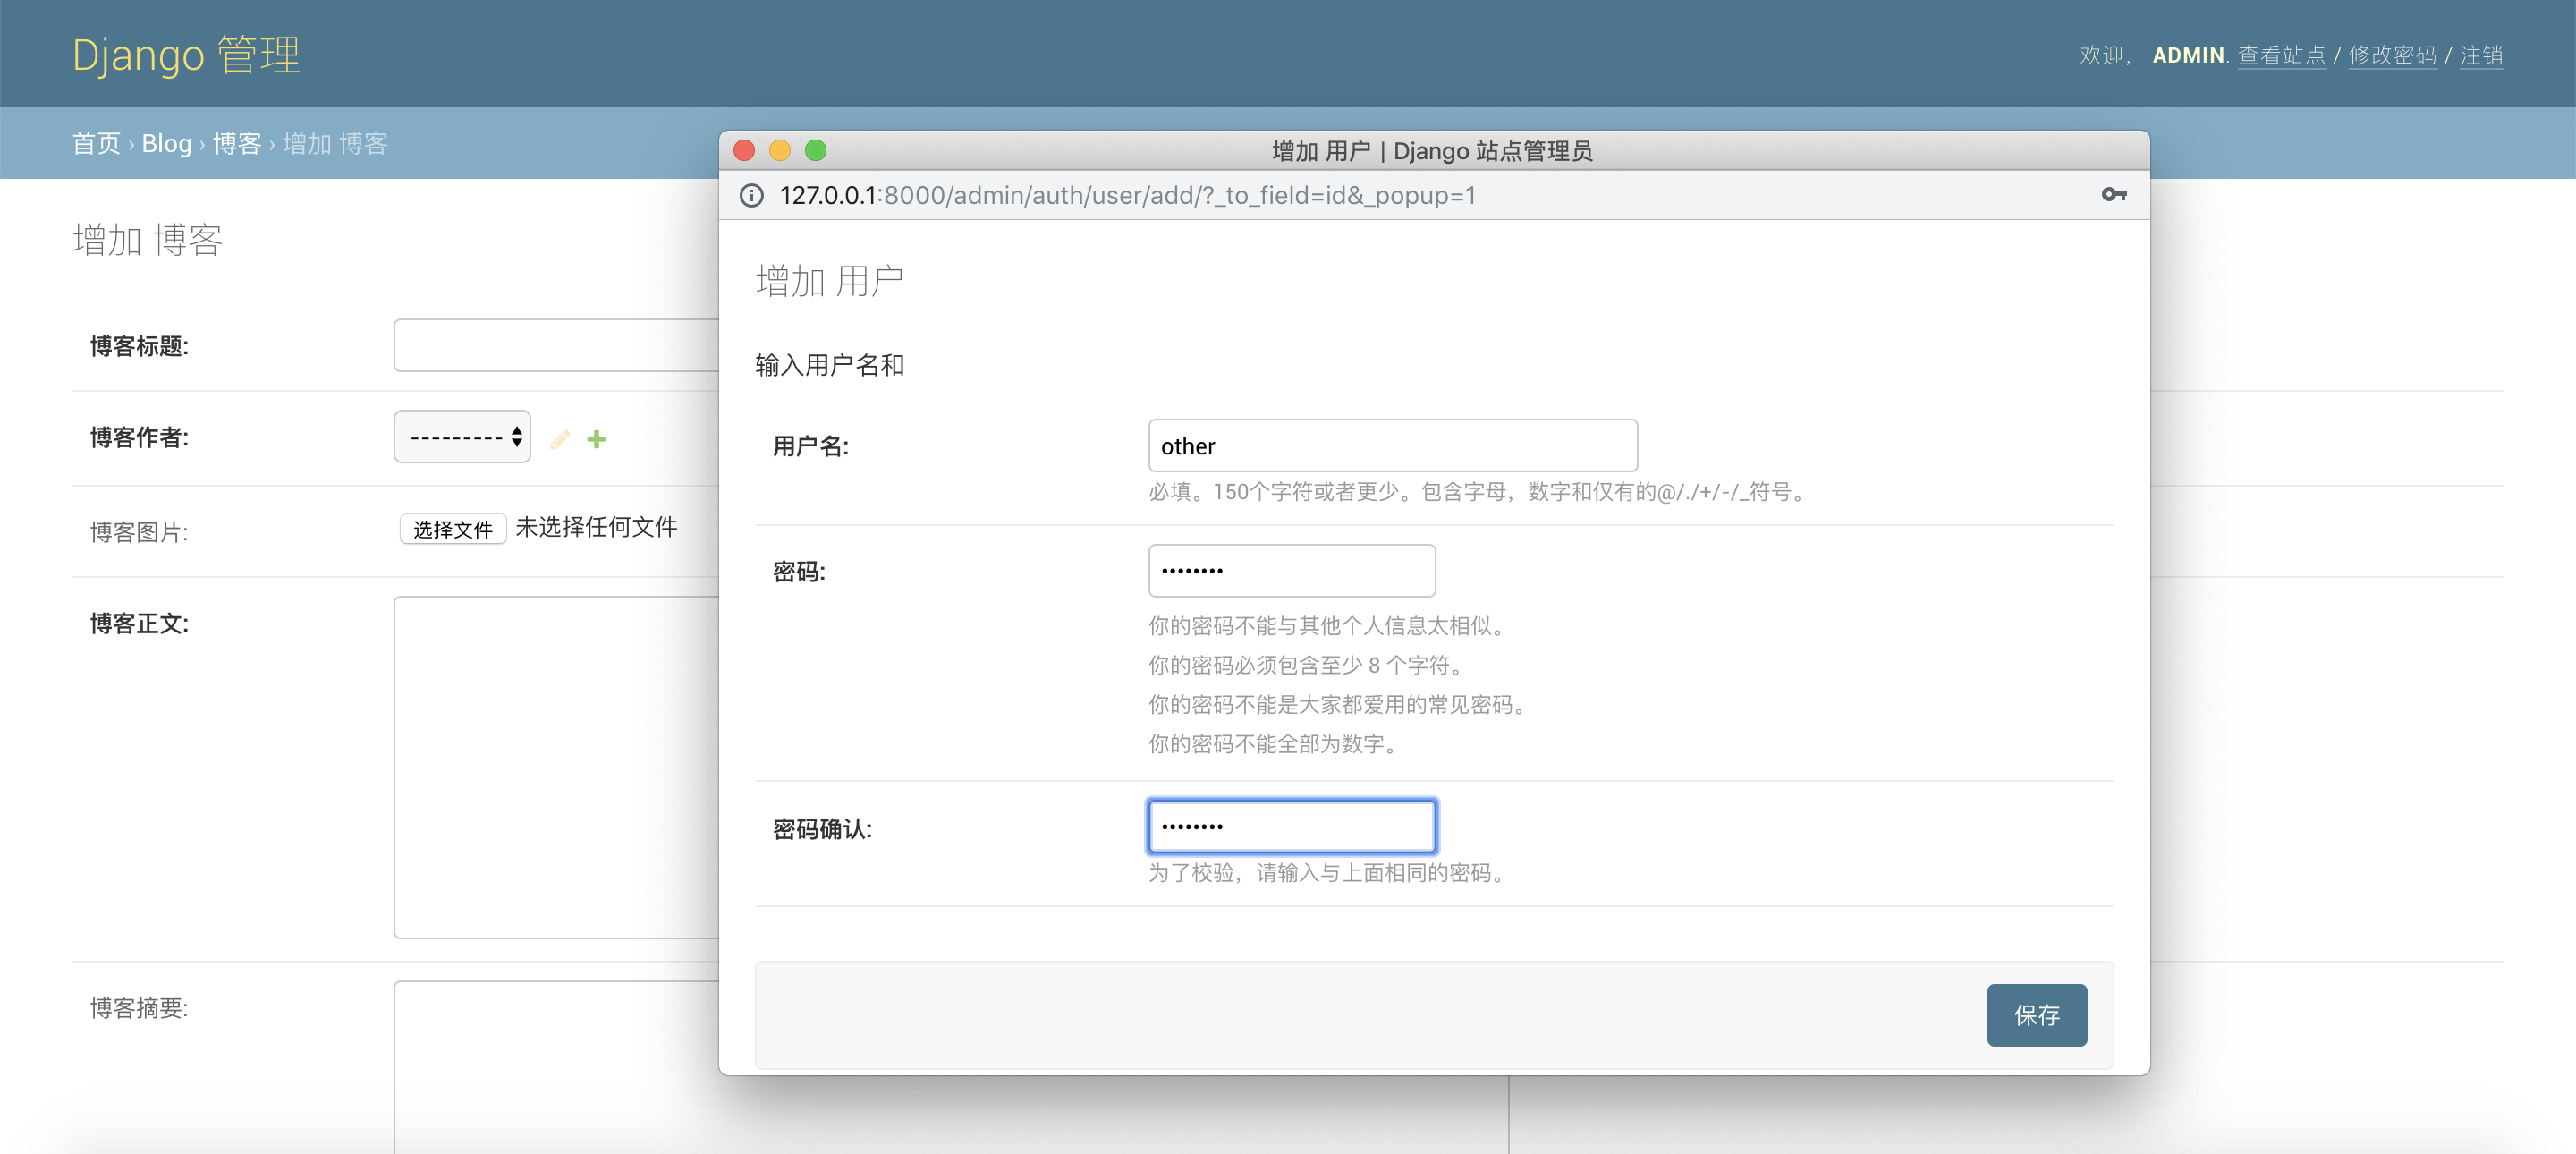 Django 管理
欢迎， ADMIN. 查看站点 / 修改密码 / 注销
首页 › Blog › 博客 › 增加 博客
增加 博客
博客标题:
博客作者:
---------
博客图片:
选择文件 未选择任何文件
博客正文:
博客摘要:
增加 用户 | Django 站点管理员
127.0.0.1:8000/admin/auth/user/add/?_to_field=id&_popup=1
增加 用户
输入用户名和
用户名:
other
必填。150个字符或者更少。包含字母，数字和仅有的@/./+/-/_符号。
密码:
••••••••
你的密码不能与其他个人信息太相似。
你的密码必须包含至少 8 个字符。
你的密码不能是大家都爱用的常见密码。
你的密码不能全部为数字。
密码确认:
••••••••
为了校验，请输入与上面相同的密码。
保存